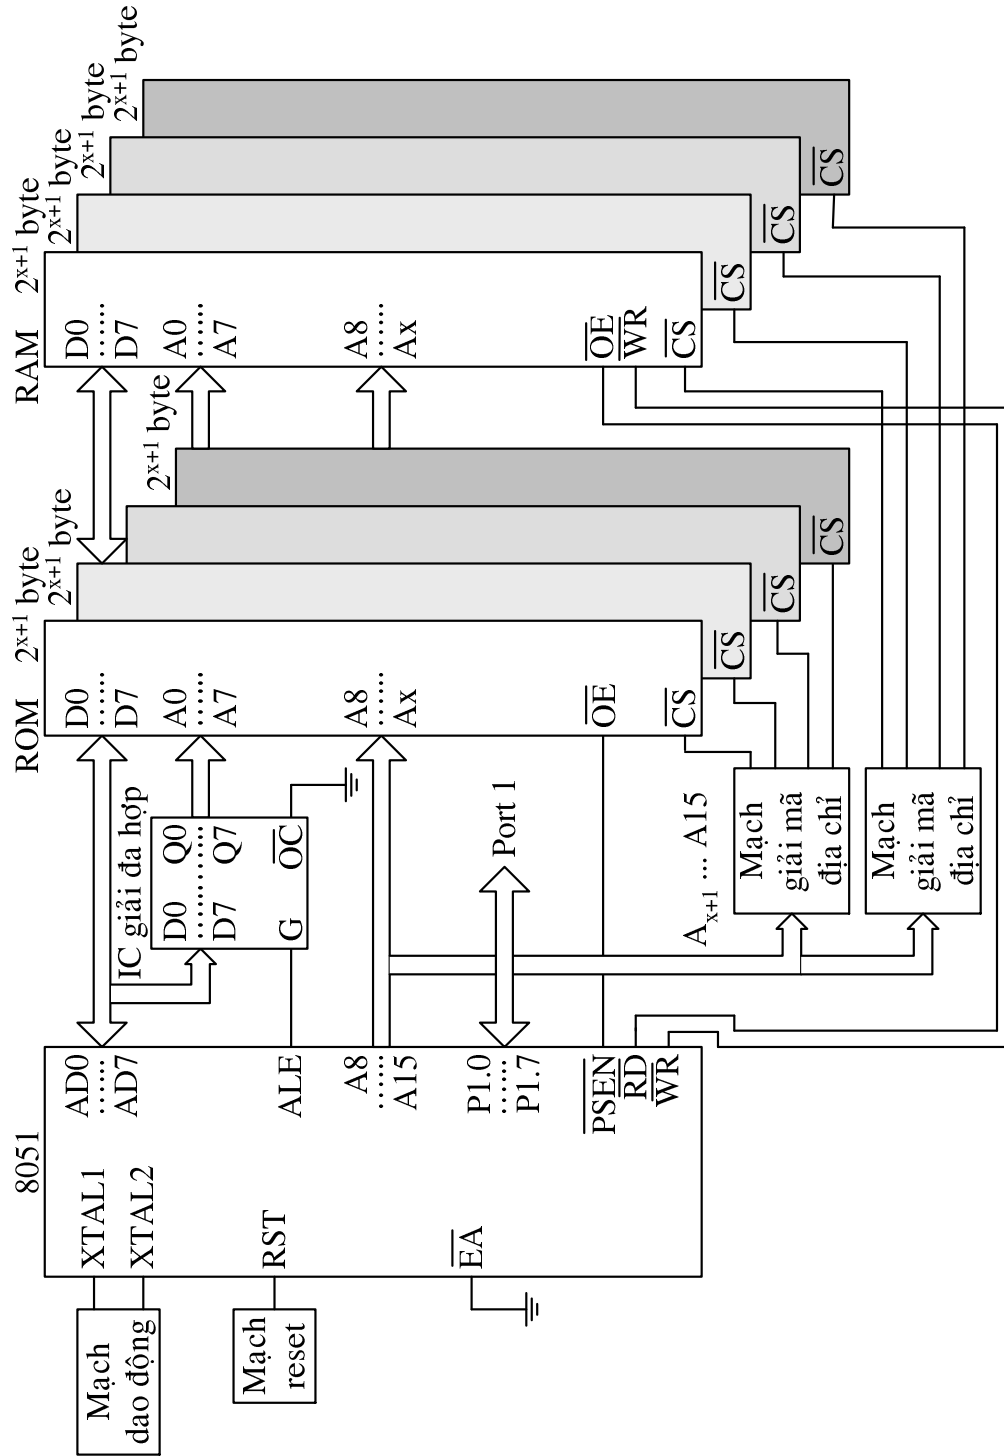 8051
XTAL1
XTAL2
RST
EA
AD0
......
AD7
ALE
A8
......
A15
P1.0
......
P1.7
PSEN
RD
WR
Mạch
dao động
Mạch
reset
IC giải đa hợp
D0 Q0
..........
D7 Q7
G OC
Port 1
Aₓ₊₁ ... A15
Mạch
giải mã
địa chỉ
Mạch
giải mã
địa chỉ
ROM 2ˣ⁺¹ byte
2ˣ⁺¹ byte
2ˣ⁺¹ byte
D0
......
D7
A0
......
A7
A8
......
Ax
OE
CS
CS
CS
CS
RAM 2ˣ⁺¹ byte
2ˣ⁺¹ byte
2ˣ⁺¹ byte
2ˣ⁺¹ byte
D0
......
D7
A0
......
A7
A8
......
Ax
OE
WR
CS
CS
CS
CS